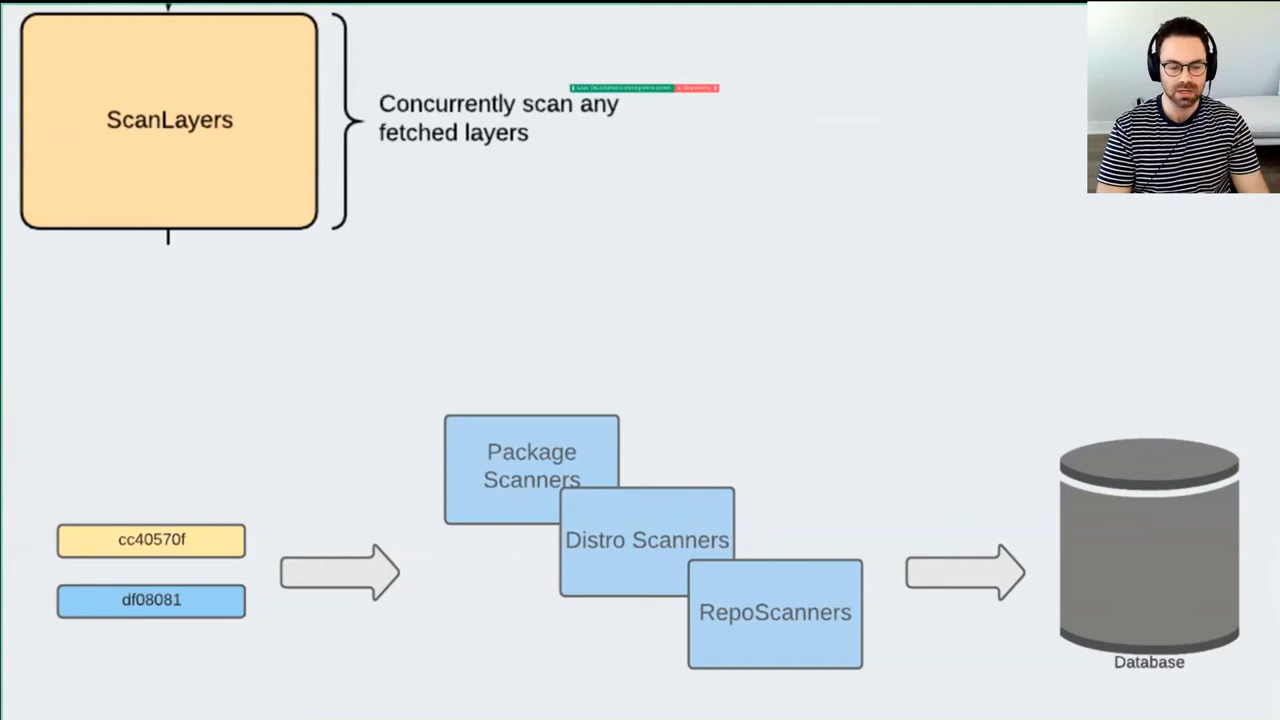 ScanLayers
Concurrently scan any
fetched layers
Package
Scanners
Distro Scanners
RepoScanners
cc40570f
df08081
Database